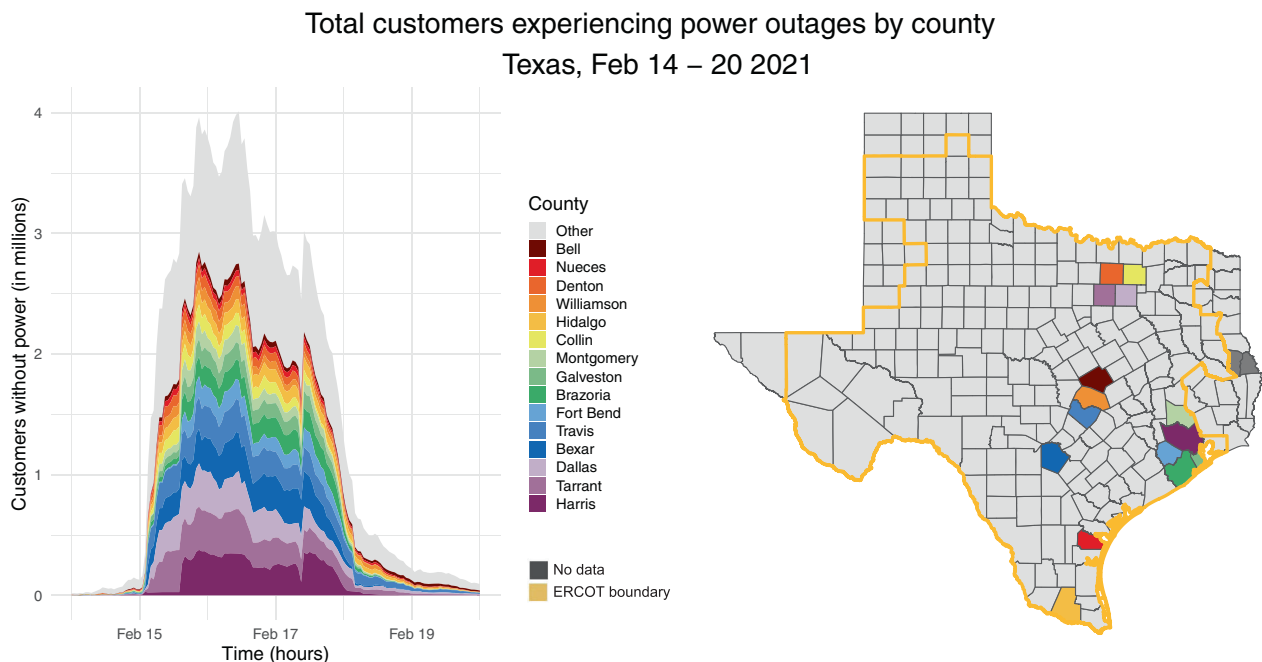 Total customers experiencing power outages by county
Texas, Feb 14 – 20 2021
Customers without power (in millions)
4
3
2
1
0
Feb 15
Feb 17
Feb 19
Time (hours)
County
Other
Bell
Nueces
Denton
Williamson
Hidalgo
Collin
Montgomery
Galveston
Brazoria
Fort Bend
Travis
Bexar
Dallas
Tarrant
Harris
No data
ERCOT boundary